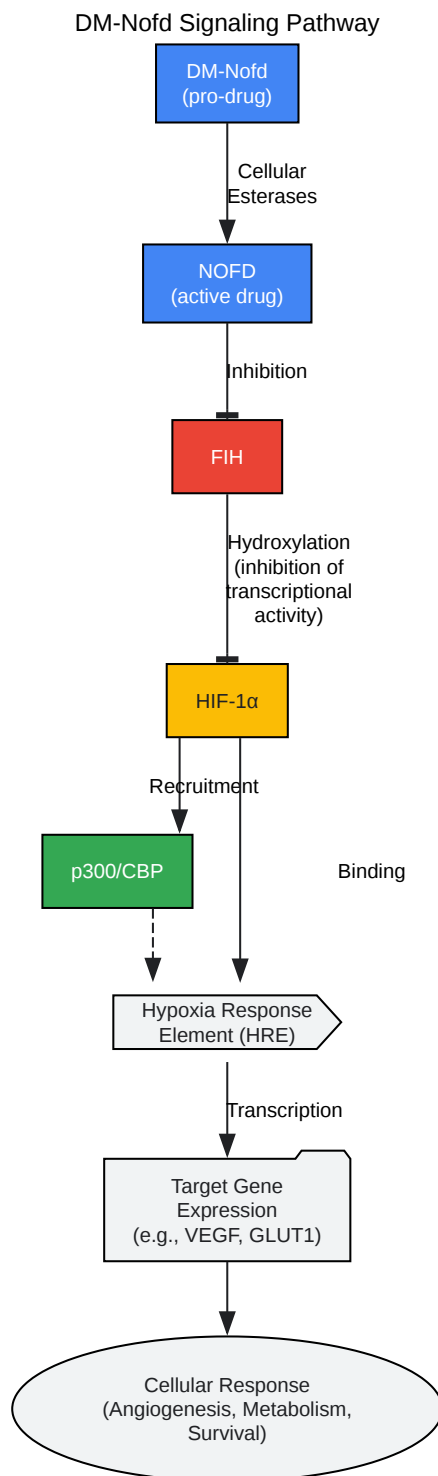 DM-Nofd Signaling Pathway
DM-Nofd
(pro-drug)
Cellular
Esterases
NOFD
(active drug)
Inhibition
FIH
Hydroxylation
(inhibition of
transcriptional
activity)
HIF-1α
Recruitment
p300/CBP
Binding
Hypoxia Response
Element (HRE)
Transcription
Target Gene
Expression
(e.g., VEGF, GLUT1)
Cellular Response
(Angiogenesis, Metabolism,
Survival)